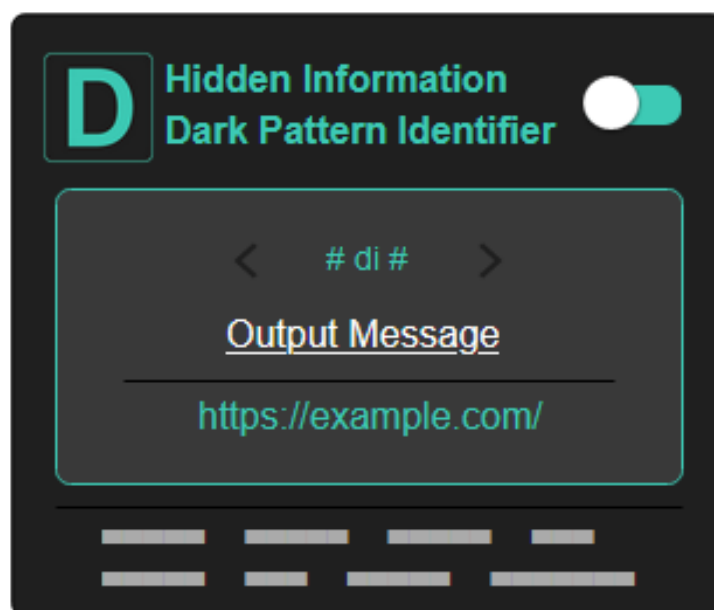 D
Hidden Information
Dark Pattern Identifier
< # di # >
Output Message
https://example.com/